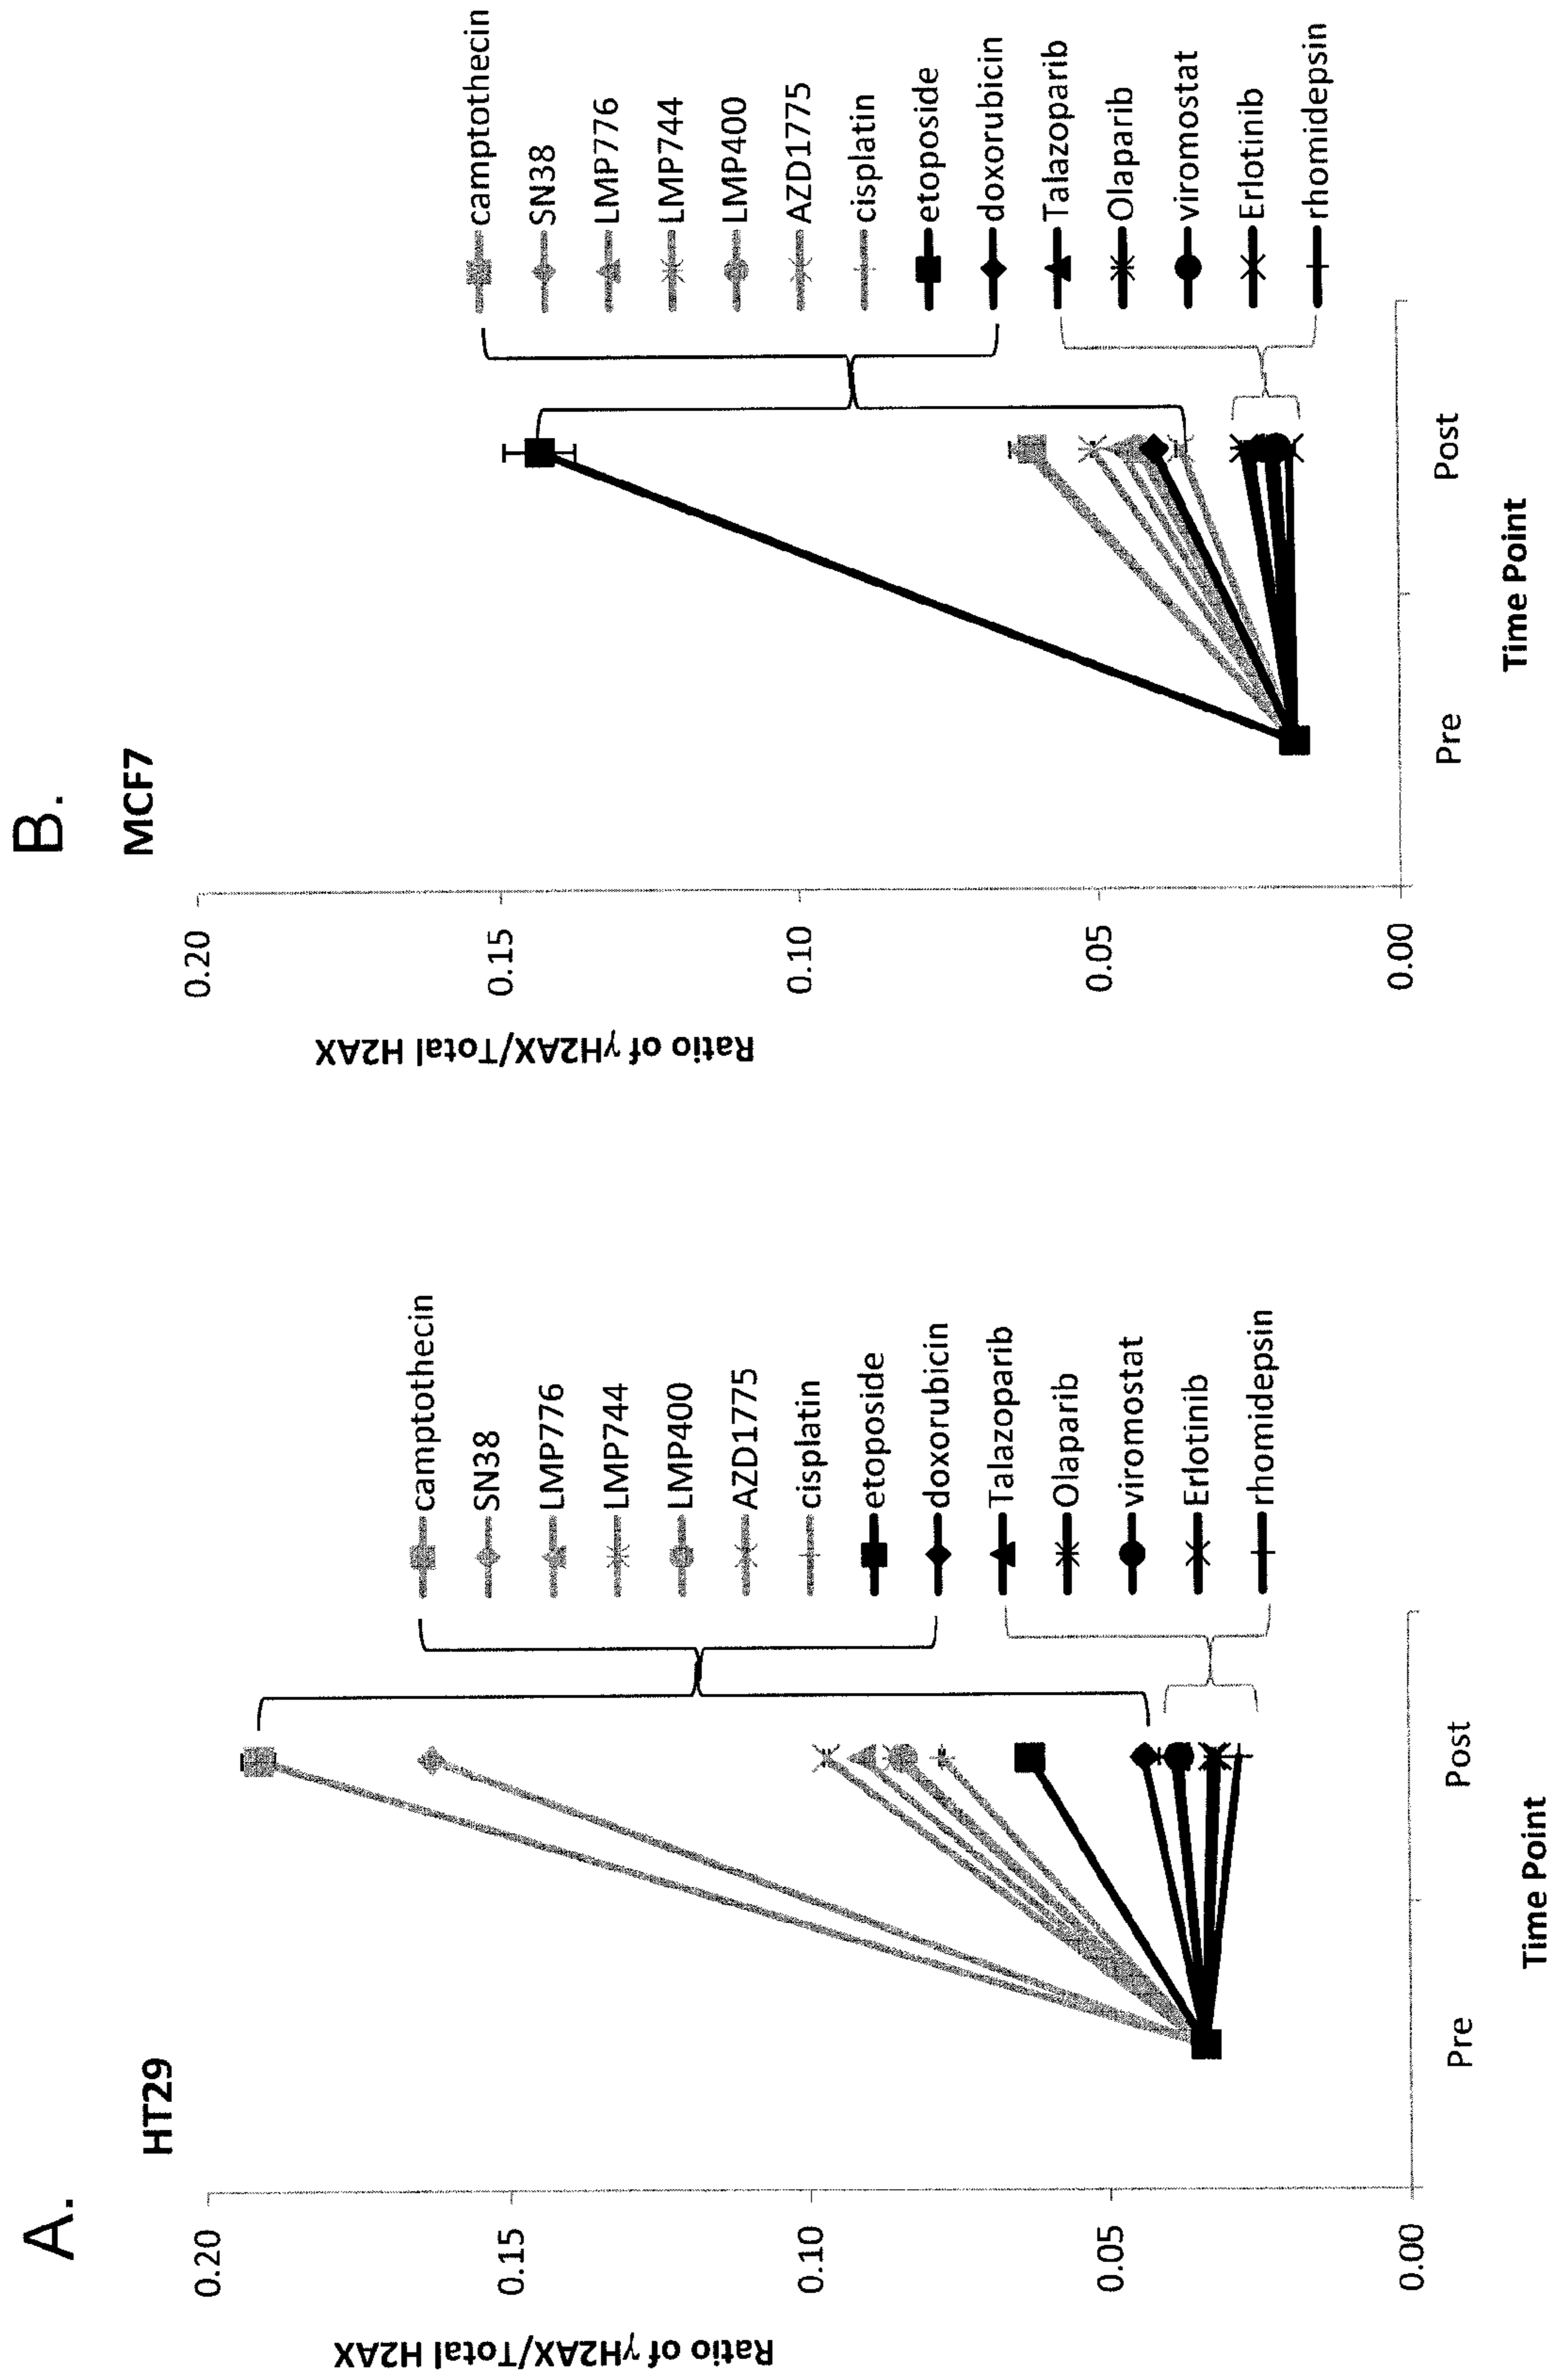 A.
HT29
Ratio of γH2AX/Total H2AX
0.20
0.15
0.10
0.05
0.00
Pre
Post
Time Point
camptothecin
SN38
LMP776
LMP744
LMP400
AZD1775
cisplatin
etoposide
doxorubicin
Talazoparib
Olaparib
viromostat
Erlotinib
rhomidepsin
B.
MCF7
Ratio of γH2AX/Total H2AX
0.20
0.15
0.10
0.05
0.00
Pre
Post
Time Point
camptothecin
SN38
LMP776
LMP744
LMP400
AZD1775
cisplatin
etoposide
doxorubicin
Talazoparib
Olaparib
viromostat
Erlotinib
rhomidepsin